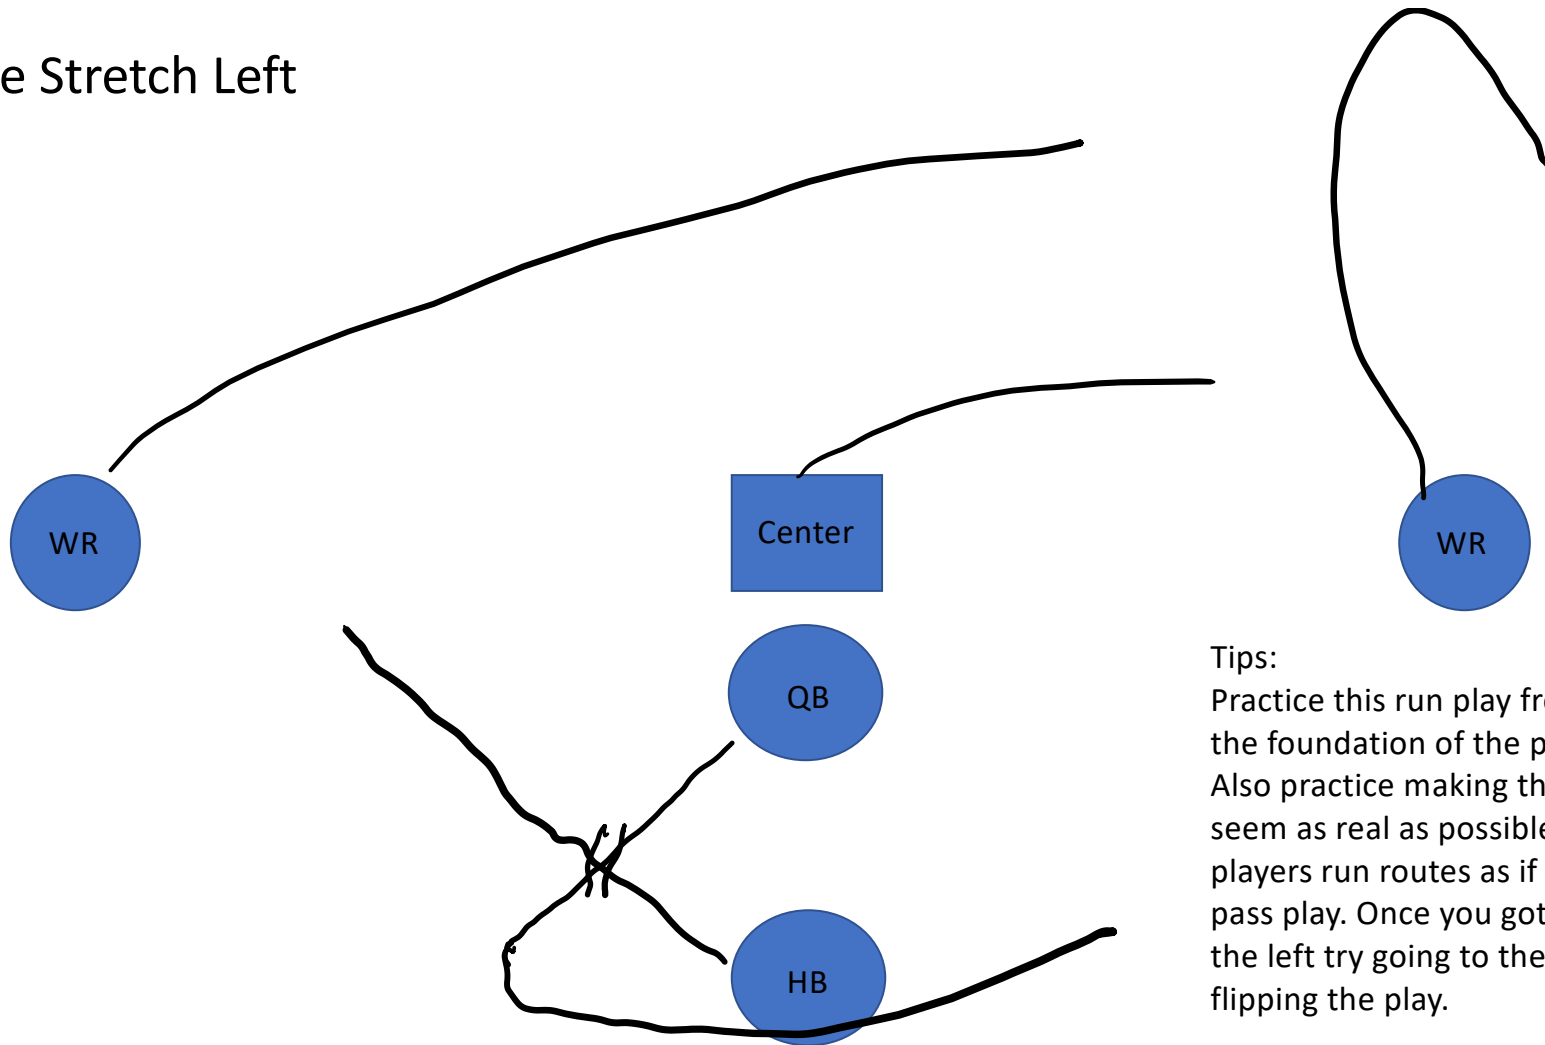 e Stretch Left
WR
Center
WR
QB
HB
Tips:
Practice this run play fr
the foundation of the p
Also practice making th
seem as real as possible
players run routes as if
pass play. Once you got
the left try going to the
flipping the play.